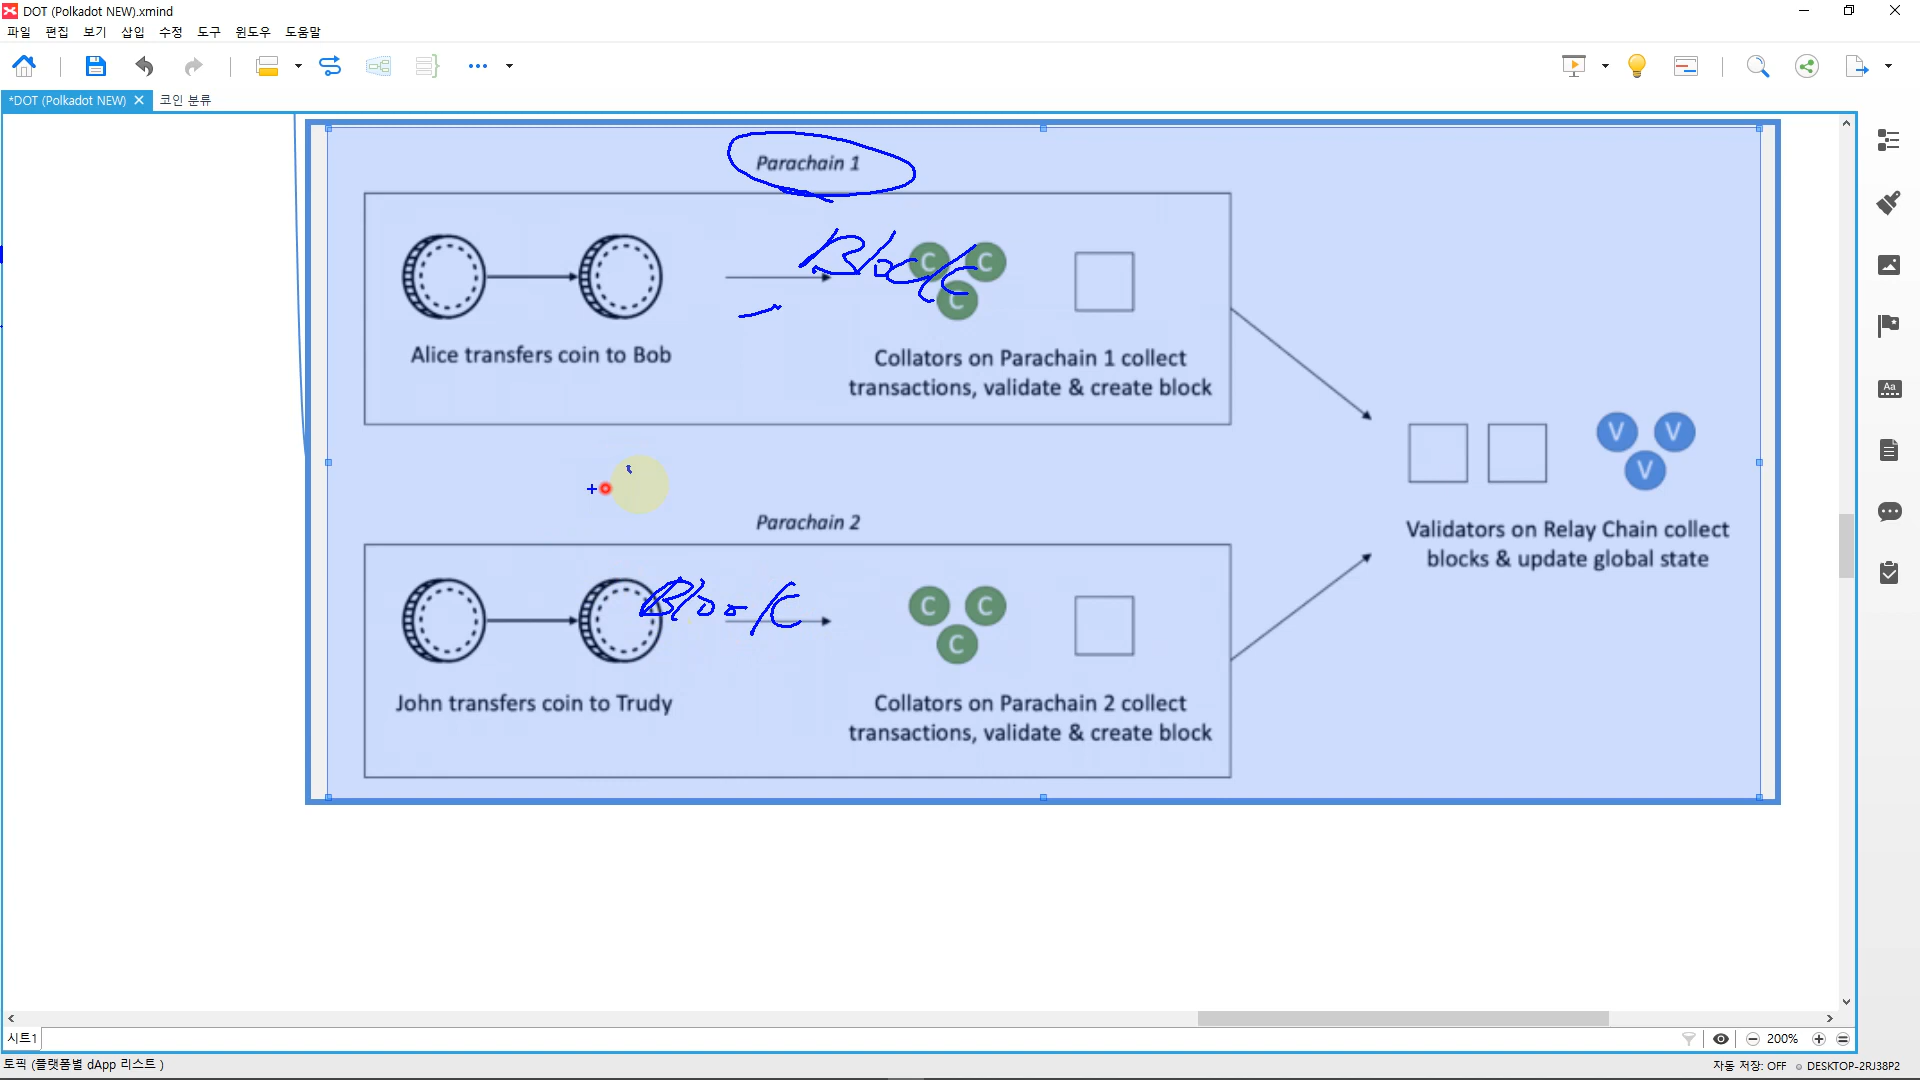 DOT (Polkadot NEW).xmind
파일 편집 보기 삽입 수정 도구 윈도우 도움말
*DOT (Polkadot NEW)
코인 분류
Parachain 1
Block
C C C
Alice transfers coin to Bob
Collators on Parachain 1 collect
transactions, validate & create block
V V V
Validators on Relay Chain collect
blocks & update global state
Parachain 2
Block
C C C
John transfers coin to Trudy
Collators on Parachain 2 collect
transactions, validate & create block
Aa
시트1
200%
토픽 (플랫폼별 dApp 리스트 )
자동 저장: OFF
DESKTOP-2RJ38P2